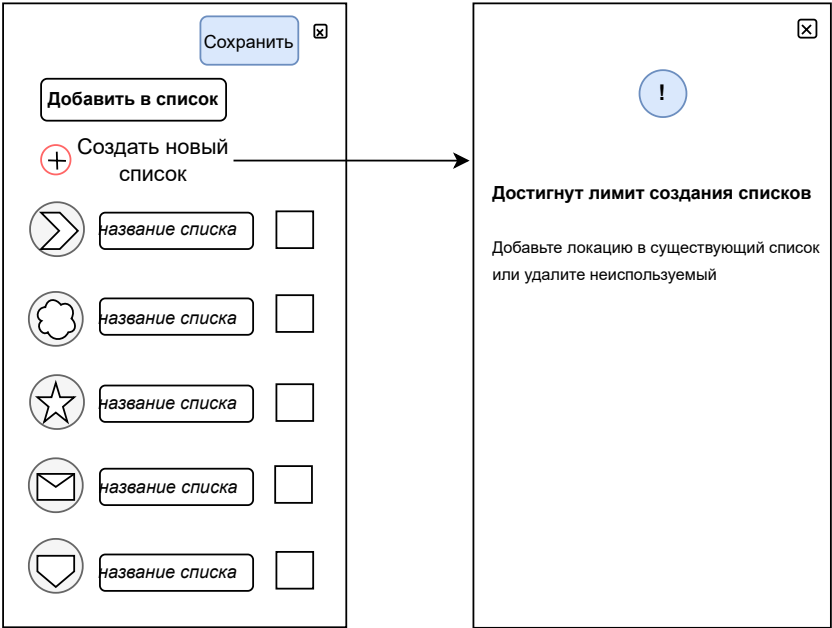 Сохранить
Добавить в список
Создать новый
список
название списка
название списка
название списка
название списка
название списка
!
Достигнут лимит создания списков
Добавьте локацию в существующий список
или удалите неиспользуемый